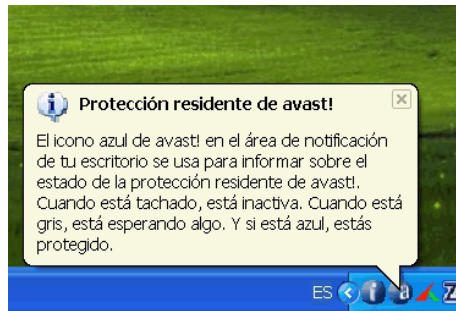 Protección residente de avast!
El icono azul de avast! en el área de notificación
de tu escritorio se usa para informar sobre el
estado de la protección residente de avast!.
Cuando está tachado, está inactiva. Cuando está
gris, está esperando algo. Y si está azul, estás
protegido.
ES